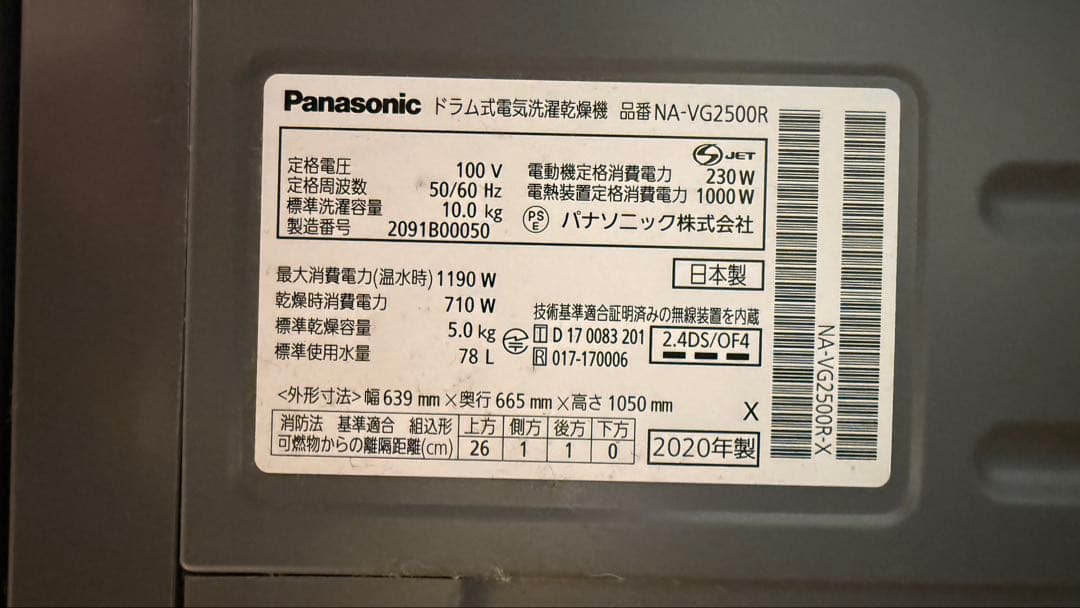 Panasonic ドラム式電気洗濯乾燥機 品番 NA-VG2500R
JET
定格電圧 100 V
定格周波数 50/60 Hz
標準洗濯容量 10.0 kg
製造番号 2091B00050
電動機定格消費電力 230 W
電熱装置定格消費電力 1000 W
PS E パナソニック株式会社
日本製
最大消費電力(温水時) 1190 W
乾燥時消費電力 710 W
標準乾燥容量 5.0 kg
標準使用水量 78 L
技術基準適合証明済みの無線装置を内蔵
T D 17 0083 201
R 017-170006
2.4DS/OF4
<外形寸法> 幅 639 mm × 奥行 665 mm × 高さ 1050 mm
X
消防法 基準適合 組込形 上方 側方 後方 下方
可燃物からの離隔距離(cm) 26 1 1 0
2020年製
NA-VG2500R-X